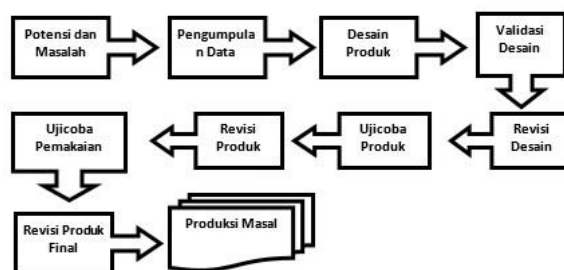 Potensi dan
Masalah
Pengumpula
n Data
Desain
Produk
Validasi
Desain
Revisi
Desain
Ujicoba
Produk
Revisi
Produk
Ujicoba
Pemakaian
Revisi Produk
Final
Produksi Masal